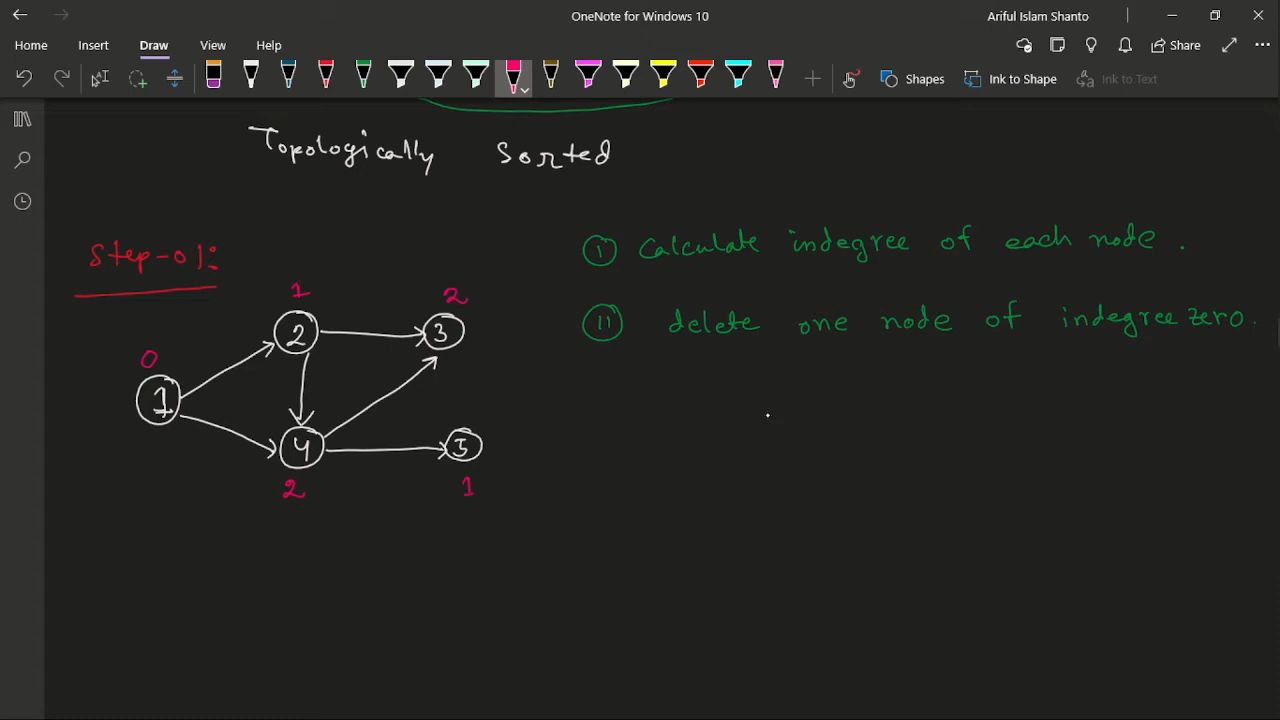 OneNote for Windows 10
Ariful Islam Shanto
Home Insert Draw View Help
Share
Shapes Ink to Shape Ink to Text
Topologically Sorted
Step-01:
(i) Calculate indegree of each node.
(ii) delete one node of indegree zero.
1 2
2 3
0
1
4 5
2 1